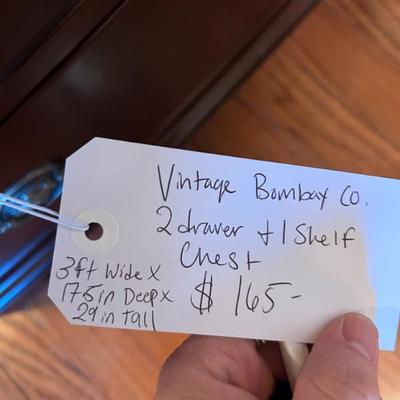 Vintage Bombay Co.
2 drawer + 1 Shelf
Chest
3ft Wide x
17.5in Deep x
29in tall
$165-